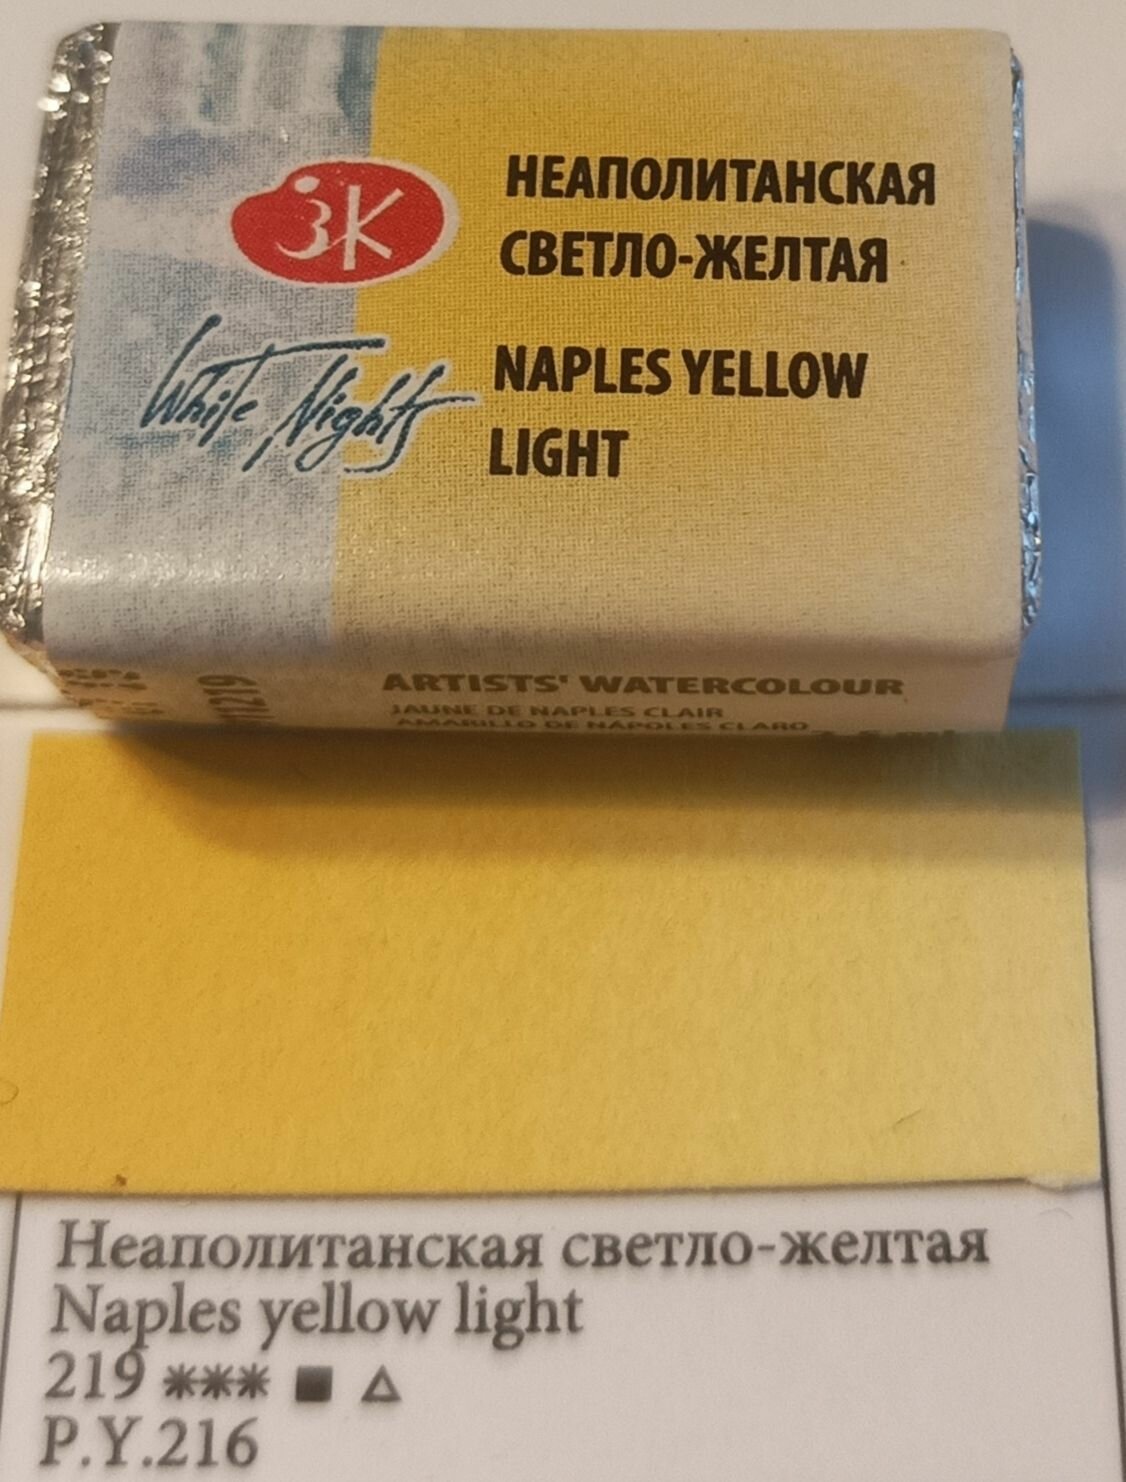 ЗК
НЕАПОЛИТАНСКАЯ
СВЕТЛО-ЖЕЛТАЯ
White Nights
NAPLES YELLOW
LIGHT
219
ARTISTS' WATERCOLOUR
JAUNE DE NAPLES CLAIR
AMARILLO DE NÁPOLES CLARO
Неаполитанская светло-желтая
Naples yellow light
219 ✳✳✳ ■ △
P.Y.216